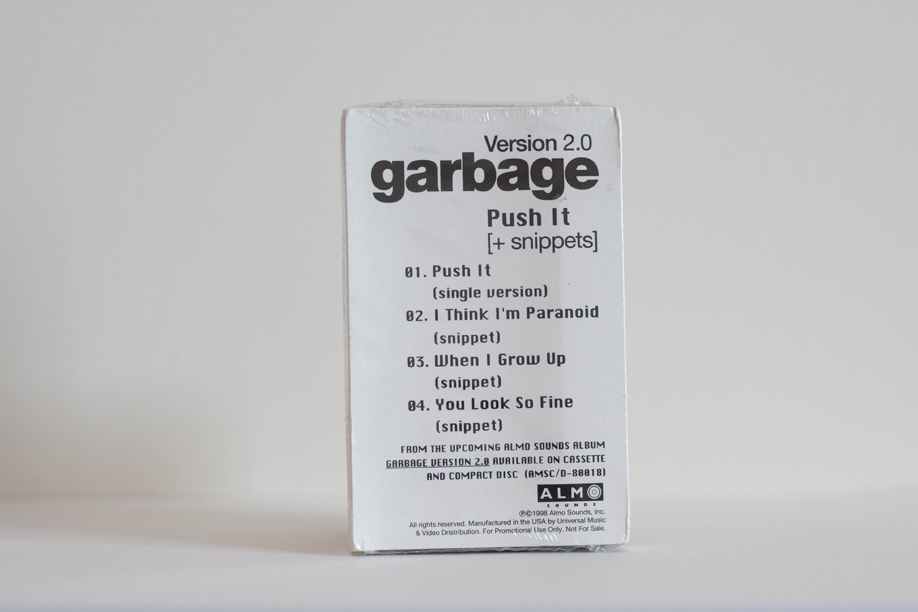 Version 2.0
garbage
Push It
[+ snippets]
01. Push It
(single version)
02. I Think I'm Paranoid
(snippet)
03. When I Grow Up
(snippet)
04. You Look So Fine
(snippet)
FROM THE UPCOMING ALMO SOUNDS ALBUM
GARBAGE VERSION 2.0 AVAILABLE ON CASSETTE
AND COMPACT DISC (AMSC/D-80018)
ALMO
SOUNDS
℗©1998 Almo Sounds, Inc.
All rights reserved. Manufactured in the USA by Universal Music
& Video Dristribution. For Promotional Use Only. Not For Sale.